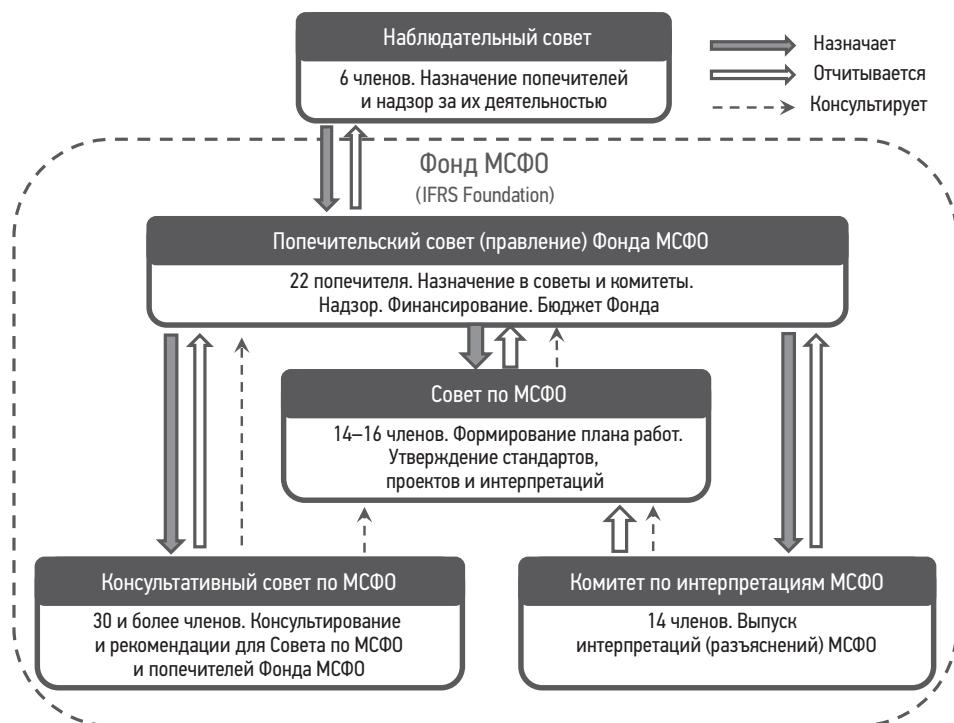 Наблюдательный совет
6 членов. Назначение попечителей
и надзор за их деятельностью
Назначает
Отчитывается
Консультирует
Фонд МСФО
(IFRS Foundation)
Попечительский совет (правление) Фонда МСФО
22 попечителя. Назначение в советы и комитеты.
Надзор. Финансирование. Бюджет Фонда
Совет по МСФО
14–16 членов. Формирование плана работ.
Утверждение стандартов,
проектов и интерпретаций
Консультативный совет по МСФО
30 и более членов. Консультирование
и рекомендации для Совета по МСФО
и попечителей Фонда МСФО
Комитет по интерпретациям МСФО
14 членов. Выпуск
интерпретаций (разъяснений) МСФО